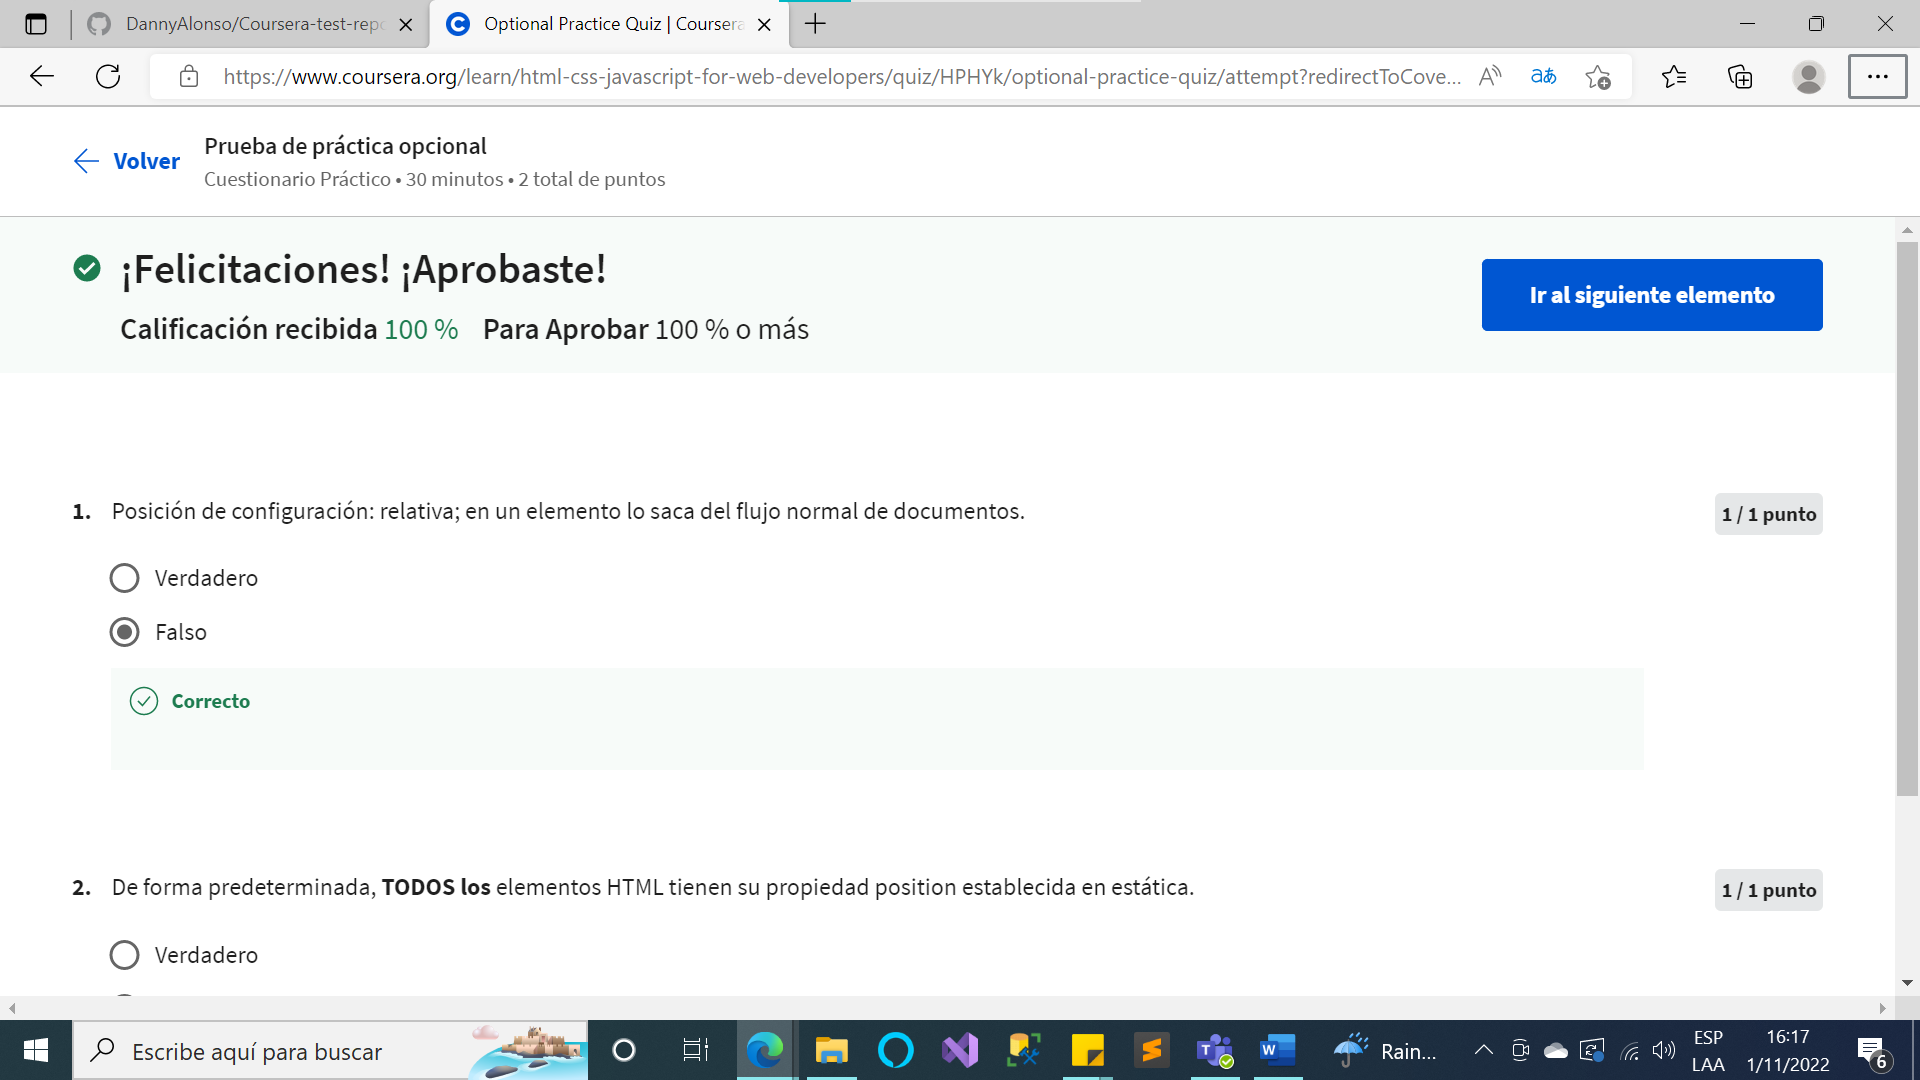 DannyAlonso/Coursera-test-repo
Optional Practice Quiz | Coursera
https://www.coursera.org/learn/html-css-javascript-for-web-developers/quiz/HPHYk/optional-practice-quiz/attempt?redirectToCove...
Volver
Prueba de práctica opcional
Cuestionario Práctico • 30 minutos • 2 total de puntos
¡Felicitaciones! ¡Aprobaste!
Calificación recibida 100 % Para Aprobar 100 % o más
Ir al siguiente elemento
1. Posición de configuración: relativa; en un elemento lo saca del flujo normal de documentos.
1 / 1 punto
Verdadero
Falso
Correcto
2. De forma predeterminada, TODOS los elementos HTML tienen su propiedad position establecida en estática.
1 / 1 punto
Verdadero
Escribe aquí para buscar
Rain...
ESP
LAA
16:17
1/11/2022
6